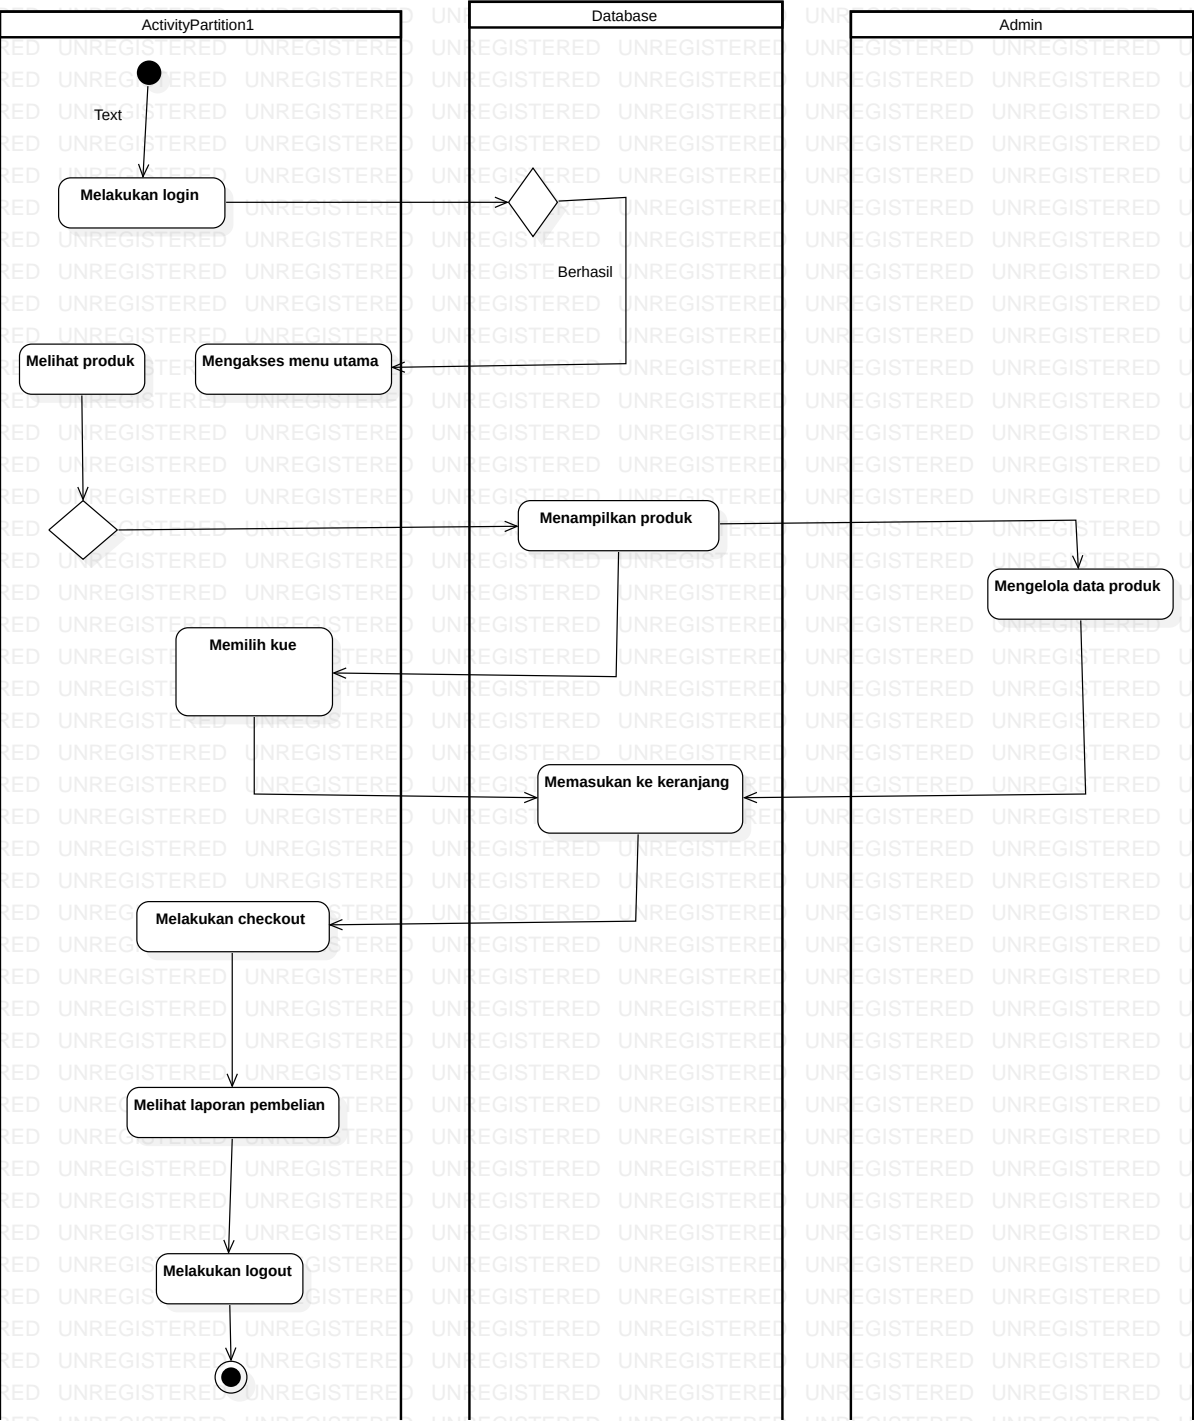 ActivityPartition1
Database
Admin
Text
Melakukan login
Berhasil
Melihat produk
Mengakses menu utama
Menampilkan produk
Mengelola data produk
Memilih kue
Memasukan ke keranjang
Melakukan checkout
Melihat laporan pembelian
Melakukan logout
UNREGISTERED